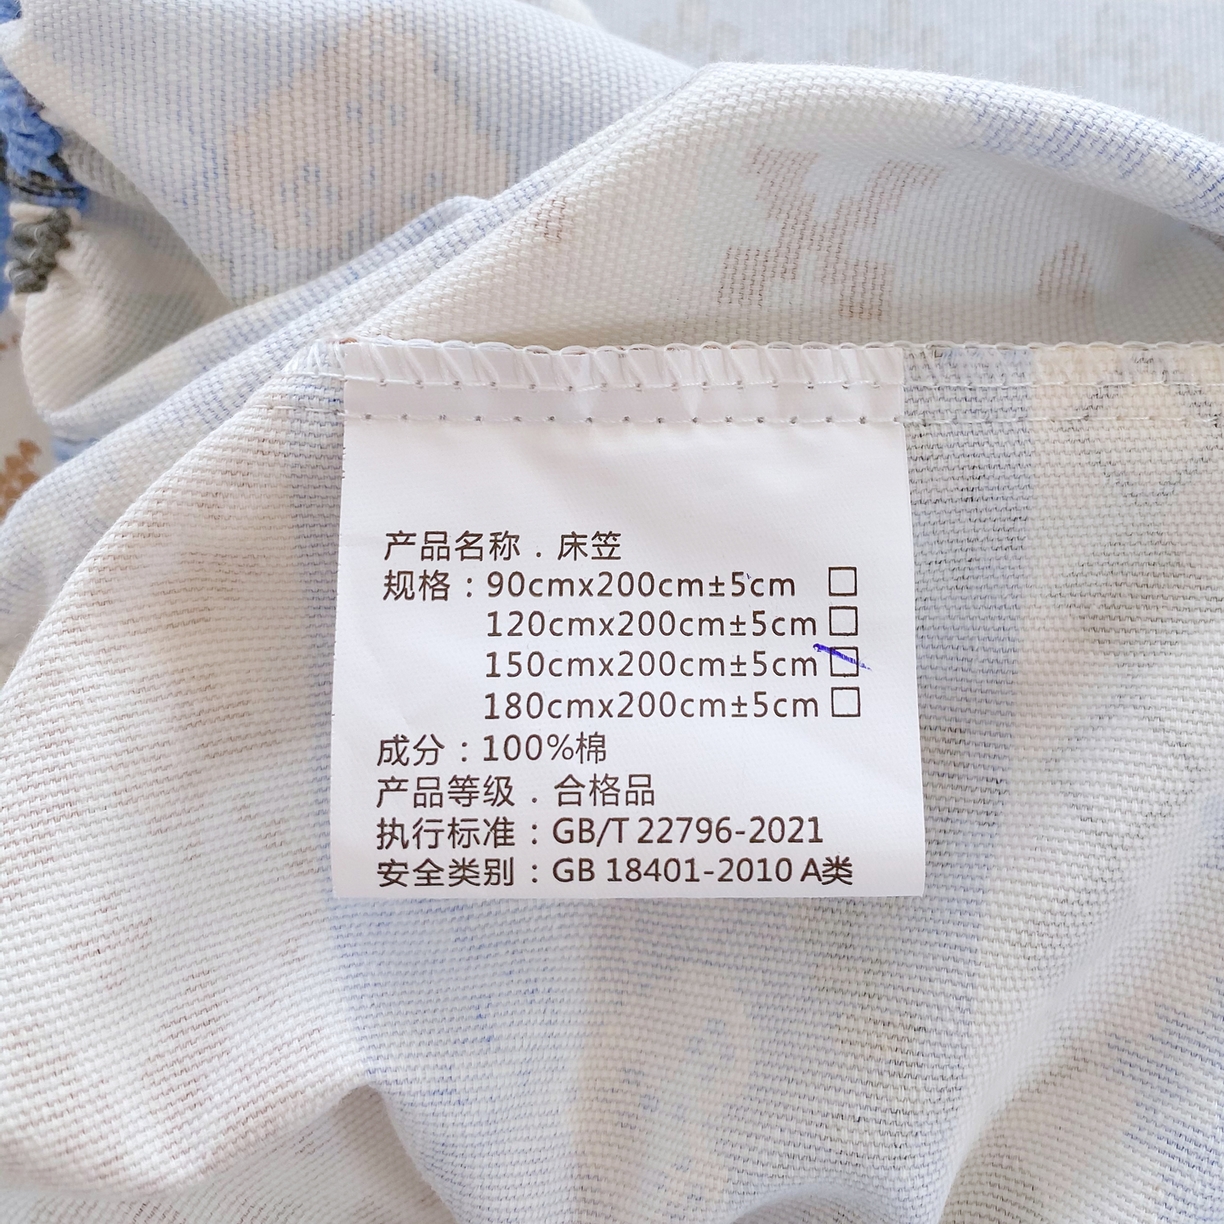 产品名称．床笠
规格：90cmx200cm±5cm □
120cmx200cm±5cm □
150cmx200cm±5cm □
180cmx200cm±5cm □
成分：100%棉
产品等级．合格品
执行标准：GB/T 22796-2021
安全类别：GB 18401-2010 A类